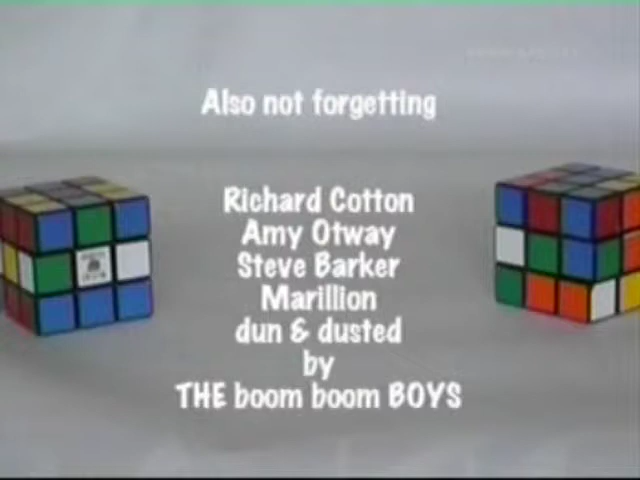 Also not forgetting
Richard Cotton
Amy Otway
Steve Barker
Marillion
dun & dusted
by
THE boom boom BOYS